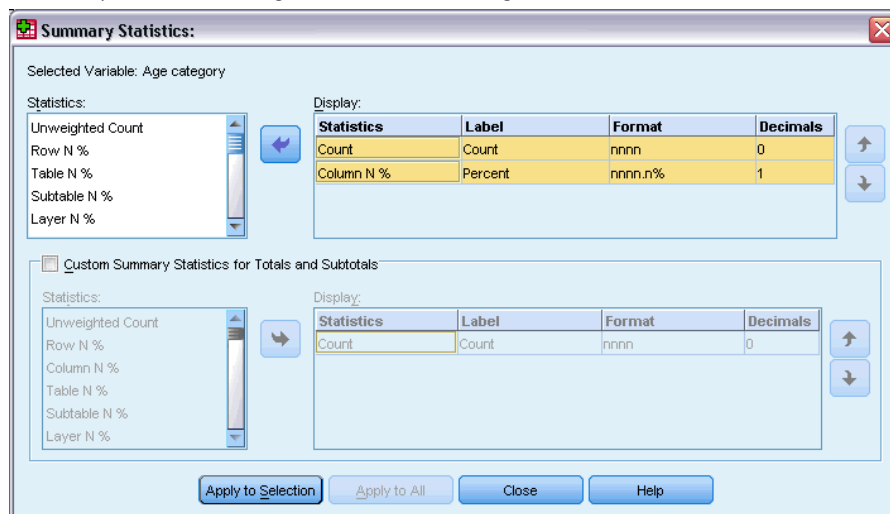 Summary Statistics:
Selected Variable: Age category
Statistics:
Unweighted Count
Row N %
Table N %
Subtable N %
Layer N %
Display:
Statistics Label Format Decimals
Count Count nnnn 0
Column N % Percent nnnn.n% 1
Custom Summary Statistics for Totals and Subtotals
Statistics:
Unweighted Count
Row N %
Column N %
Table N %
Subtable N %
Layer N %
Display:
Statistics Label Format Decimals
Count Count nnnn 0
Apply to Selection Apply to All Close Help